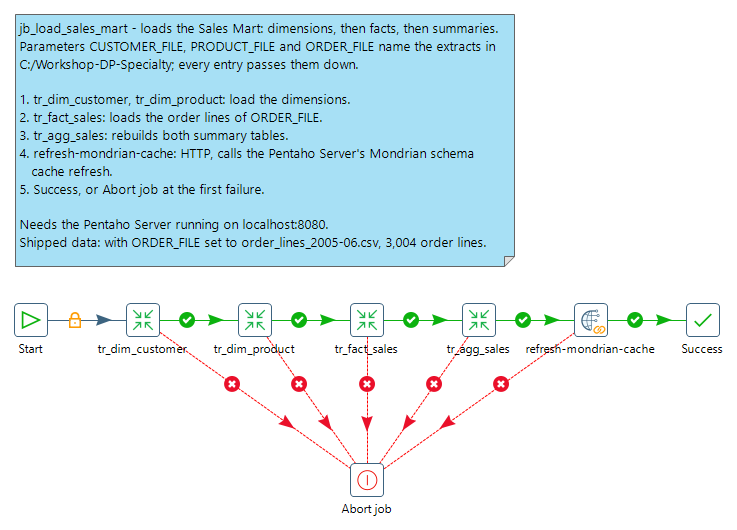 jb_load_sales_mart - loads the Sales Mart: dimensions, then facts, then summaries.
Parameters CUSTOMER_FILE, PRODUCT_FILE and ORDER_FILE name the extracts in
C:/Workshop-DP-Specialty; every entry passes them down.
1. tr_dim_customer, tr_dim_product: load the dimensions.
2. tr_fact_sales: loads the order lines of ORDER_FILE.
3. tr_agg_sales: rebuilds both summary tables.
4. refresh-mondrian-cache: HTTP, calls the Pentaho Server's Mondrian schema
cache refresh.
5. Success, or Abort job at the first failure.
Needs the Pentaho Server running on localhost:8080.
Shipped data: with ORDER_FILE set to order_lines_2005-06.csv, 3,004 order lines.
Start
tr_dim_customer
tr_dim_product
tr_fact_sales
tr_agg_sales
refresh-mondrian-cache
Success
Abort job